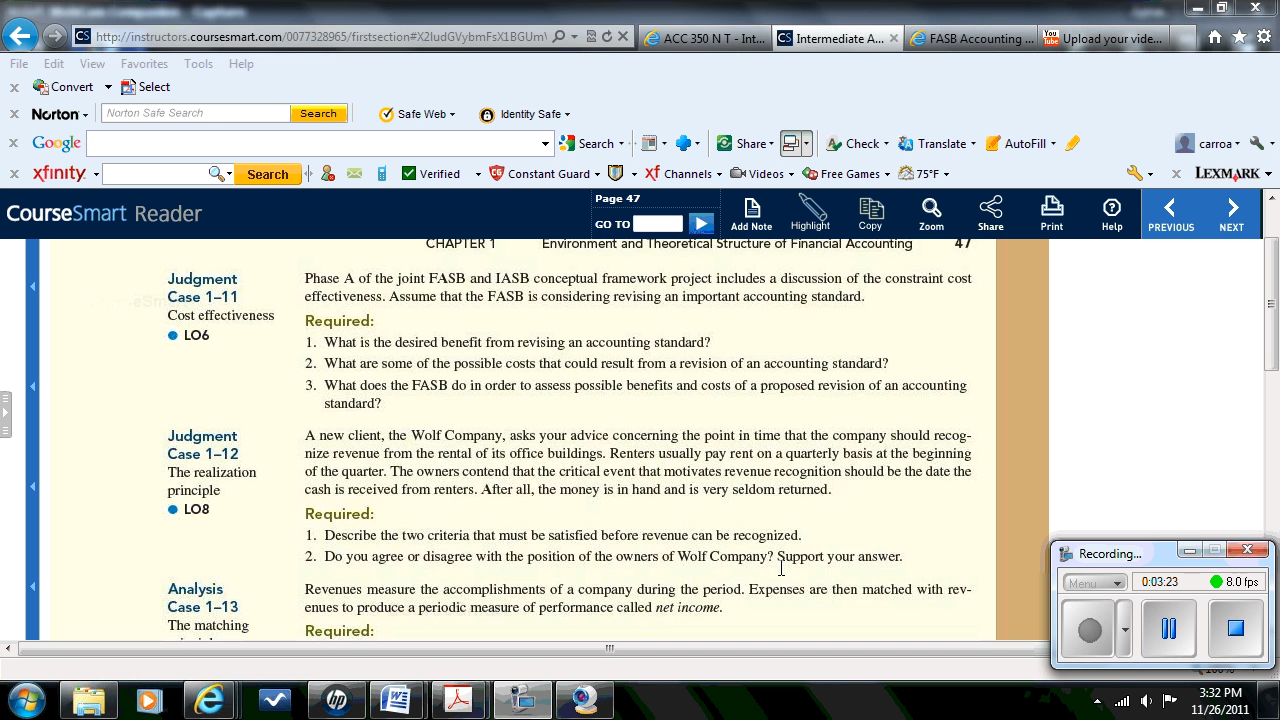 http://instructors.coursesmart.com/0077328965/firstsection#X2ludGVybmFsX1BGUm
ACC 350 N T - Int...
Intermediate A...
FASB Accounting ...
Upload your vide...
File Edit View Favorites Tools Help
Convert Select
Norton Norton Safe Search Search Safe Web Identity Safe
Google Search Share Check Translate AutoFill carroa
xfinity Search Verified Constant Guard Channels Videos Free Games 75°F LEXMARK
CourseSmart Reader
Page 47
GO TO
Add Note Highlight Copy Zoom Share Print Help PREVIOUS NEXT
CHAPTER 1 Environment and Theoretical Structure of Financial Accounting 47
Judgment
Case 1–11
Cost effectiveness
LO6
Phase A of the joint FASB and IASB conceptual framework project includes a discussion of the constraint cost
effectiveness. Assume that the FASB is considering revising an important accounting standard.
Required:
1. What is the desired benefit from revising an accounting standard?
2. What are some of the possible costs that could result from a revision of an accounting standard?
3. What does the FASB do in order to assess possible benefits and costs of a proposed revision of an accounting
standard?
Judgment
Case 1–12
The realization
principle
LO8
A new client, the Wolf Company, asks your advice concerning the point in time that the company should recog-
nize revenue from the rental of its office buildings. Renters usually pay rent on a quarterly basis at the beginning
of the quarter. The owners contend that the critical event that motivates revenue recognition should be the date the
cash is received from renters. After all, the money is in hand and is very seldom returned.
Required:
1. Describe the two criteria that must be satisfied before revenue can be recognized.
2. Do you agree or disagree with the position of the owners of Wolf Company? Support your answer.
Analysis
Case 1–13
The matching
Revenues measure the accomplishments of a company during the period. Expenses are then matched with rev-
enues to produce a periodic measure of performance called net income.
Required:
Recording...
Menu 0:03:23 8.0 fps
100%
3:32 PM
11/26/2011